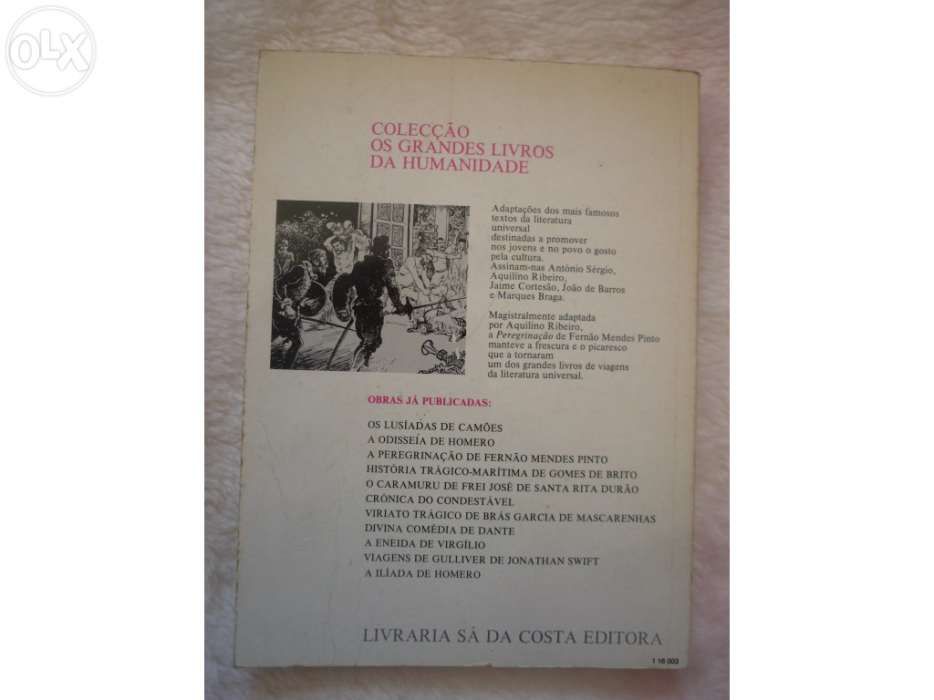 OLX
COLECÇÃO
OS GRANDES LIVROS
DA HUMANIDADE
Adaptações dos mais famosos
textos da literatura
universal
destinadas a promover
nos jovens e no povo o gosto
pela cultura.
Assinam-nas António Sérgio,
Aquilino Ribeiro,
Jaime Cortesão, João de Barros
e Marques Braga.
Magistralmente adaptada
por Aquilino Ribeiro,
a Peregrinação de Fernão Mendes Pinto
manteve a frescura e o picaresco
que a tornaram
um dos grandes livros de viagens
da literatura universal.
OBRAS JÁ PUBLICADAS:
OS LUSÍADAS DE CAMÕES
A ODISSEIA DE HOMERO
A PEREGRINAÇÃO DE FERNÃO MENDES PINTO
HISTÓRIA TRÁGICO-MARÍTIMA DE GOMES DE BRITO
O CARAMURU DE FREI JOSÉ DE SANTA RITA DURÃO
CRÓNICA DO CONDESTÁVEL
VIRIATO TRÁGICO DE BRÁS GARCIA DE MASCARENHAS
DIVINA COMÉDIA DE DANTE
A ENEIDA DE VIRGÍLIO
VIAGENS DE GULLIVER DE JONATHAN SWIFT
A ILÍADA DE HOMERO
LIVRARIA SÁ DA COSTA EDITORA
1 16 003